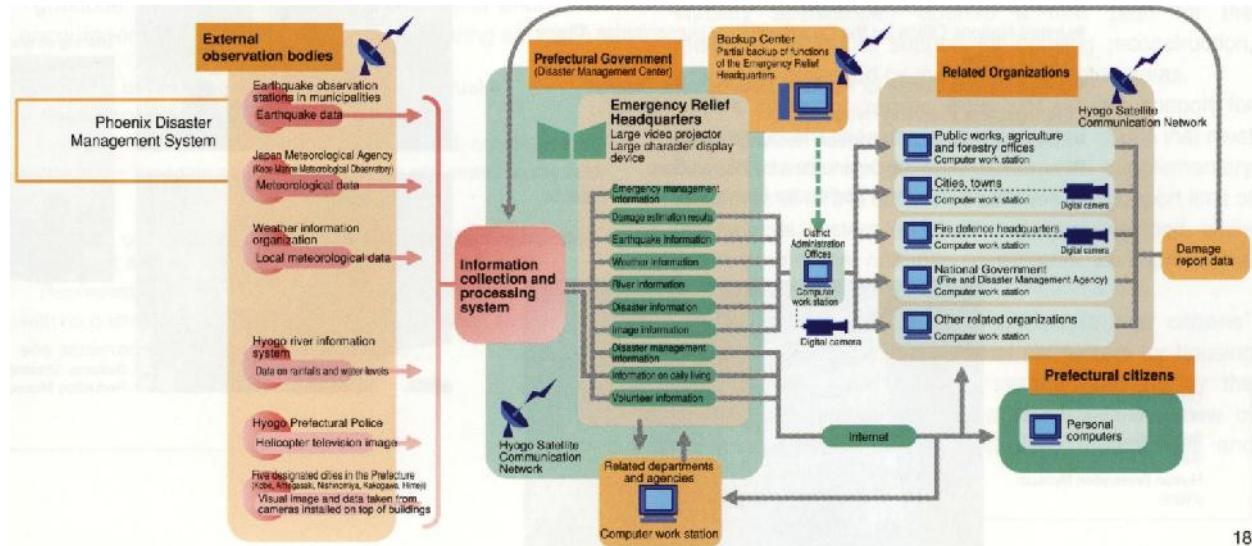 External
observation bodies
Phoenix Disaster
Management System
Earthquake observation
stations in municipalities
Earthquake data
Japan Meteorological Agency
(Kobe Marine Meteorological Observatory)
Meteorological data
Weather information
organization
Local meteorological data
Hyogo river information
system
Data on rainfalls and water levels
Hyogo Prefectural Police
Helicopter television image
Five designated cities in the Prefecture
(Kobe, Amagasaki, Nishinomiya, Kakogawa, Himeji)
Visual image and data taken from
cameras installed on top of buildings
Information
collection and
processing
system
Prefectural Government
(Disaster Management Center)
Emergency Relief
Headquarters
Large video projector
Large character display
device
Emergency management
information
Damage estimation results
Earthquake Information
Weather information
River information
Disaster information
Image information
Disaster management
information
Information on daily living
Volunteer information
Hyogo Satellite
Communication
Network
Related departments
and agencies
Computer work station
Backup Center
Partial backup of functions
of the Emergency Relief
Headquarters
District
Administration
Offices
Computer
work station
Digital camera
Internet
Related Organizations
Hyogo Satellite
Communication Network
Public works, agriculture
and forestry offices
Computer work station
Cities, towns
Computer work station
Digital camera
Fire defence headquarters
Computer work station
Digital camera
National Government
(Fire and Disaster Management Agency)
Computer work station
Other related organizations
Computer work station
Damage
report data
Prefectural citizens
Personal
computers
18